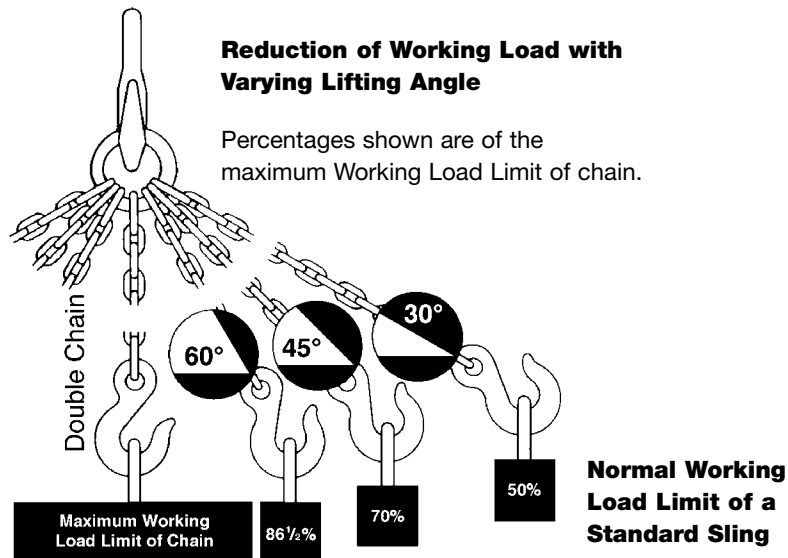 Reduction of Working Load with
Varying Lifting Angle
Percentages shown are of the
maximum Working Load Limit of chain.
Double Chain
60°
45°
30°
Maximum Working
Load Limit of Chain
86½%
70%
50%
Normal Working
Load Limit of a
Standard Sling